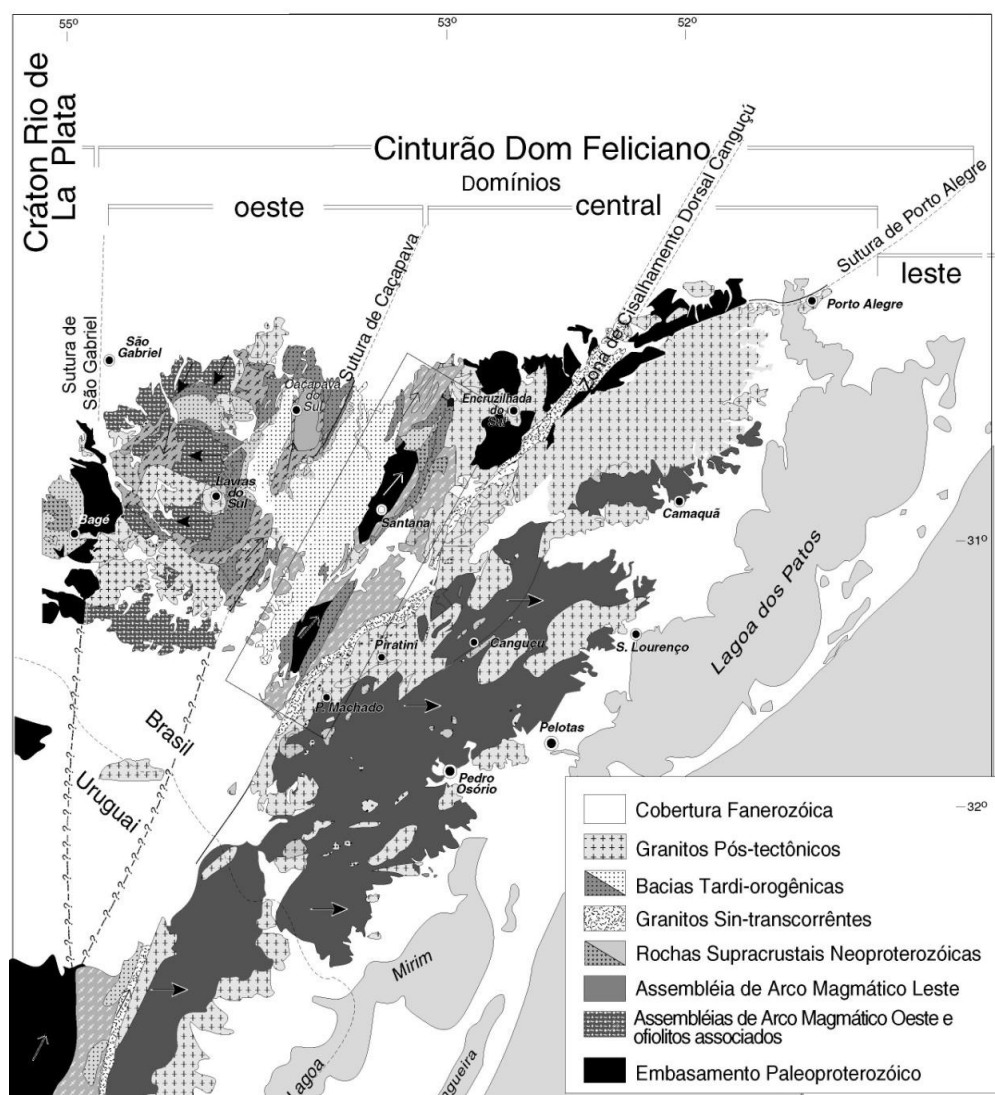 55º
53º
52º
Cráton Rio de
La Plata
Cinturão Dom Feliciano
Domínios
oeste
central
leste
Sutura de
São Gabriel
Sutura de Caçapava
Zona de Cisalhamento Dorsal Canguçú
Sutura de Porto Alegre
Porto Alegre
São
Gabriel
Caçapava
do
Sul
Encruzilhada
do
Sul
Lavras
do
Sul
Santana
Camaquã
Bagé
31º
Piratini
Canguçu
S. Lourenço
Lagoa dos Patos
P. Machado
Pelotas
Pedro
Osório
Brasil
Uruguai
32º
Mirim
Lagoa
ngueira
Cobertura Fanerozóica
Granitos Pós-tectônicos
Bacias Tardi-orogênicas
Granitos Sin-transcorrêntes
Rochas Supracrustais Neoproterozóicas
Assembléia de Arco Magmático Leste
Assembléias de Arco Magmático Oeste e
ofiolitos associados
Embasamento Paleoproterozóico